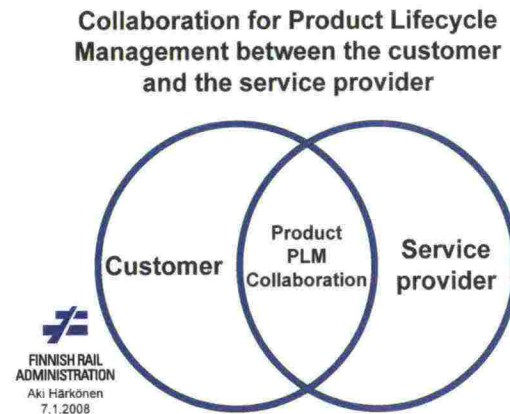 Collaboration for Product Lifecycle
Management between the customer
and the service provider
Customer
Product
PLM
Collaboration
Service
provider
FINNISH RAIL
ADMINISTRATION
Aki Härkönen
7.1.2008